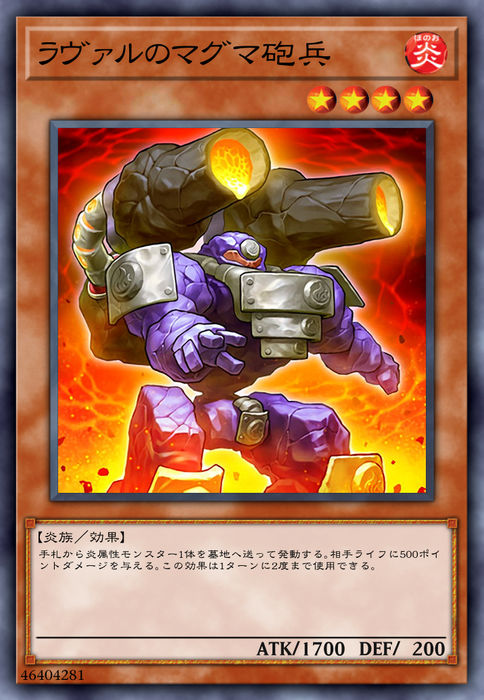 ラヴァルのマグマ砲兵
ほのお
炎
【炎族／効果】
手札から炎属性モンスター1体を墓地へ送って発動する。相手ライフに500ポイ
ントダメージを与える。この効果は1ターンに2度まで使用できる。
ATK/1700 DEF/ 200
46404281